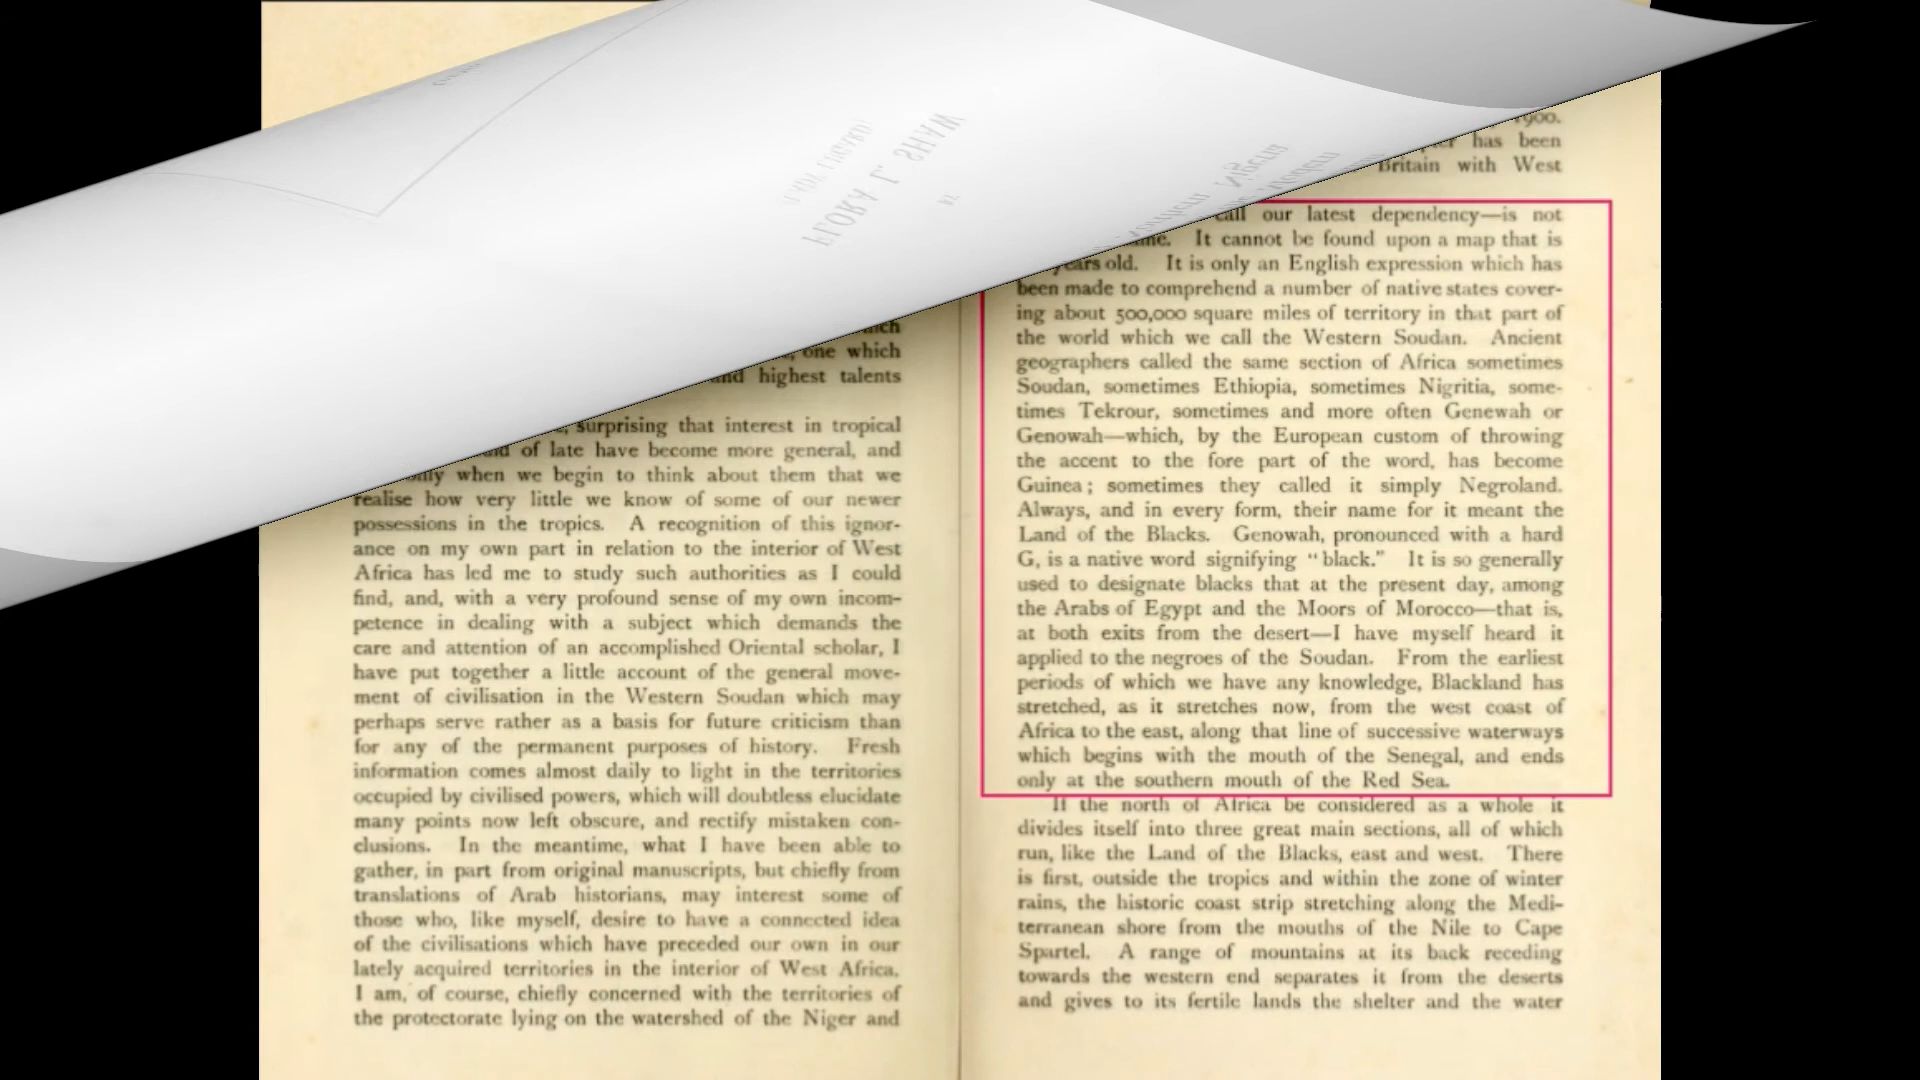 FLORA L. SHAW
BY
Nigeria
which
one which
highest talents
surprising that interest in tropical
of late have become more general, and
when we begin to think about them that we
realise how very little we know of some of our newer
possessions in the tropics. A recognition of this ignor-
ance on my own part in relation to the interior of West
Africa has led me to study such authorities as I could
find, and, with a very profound sense of my own incom-
petence in dealing with a subject which demands the
care and attention of an accomplished Oriental scholar, I
have put together a little account of the general move-
ment of civilisation in the Western Soudan which may
perhaps serve rather as a basis for future criticism than
for any of the permanent purposes of history. Fresh
information comes almost daily to light in the territories
occupied by civilised powers, which will doubtless elucidate
many points now left obscure, and rectify mistaken con-
clusions. In the meantime, what I have been able to
gather, in part from original manuscripts, but chiefly from
translations of Arab historians, may interest some of
those who, like myself, desire to have a connected idea
of the civilisations which have preceded our own in our
lately acquired territories in the interior of West Africa.
I am, of course, chiefly concerned with the territories of
the protectorate lying on the watershed of the Niger and
1900.
has been
Britain with West
call our latest dependency—is not
It cannot be found upon a map that is
years old. It is only an English expression which has
been made to comprehend a number of native states cover-
ing about 500,000 square miles of territory in that part of
the world which we call the Western Soudan. Ancient
geographers called the same section of Africa sometimes
Soudan, sometimes Ethiopia, sometimes Nigritia, some-
times Tekrour, sometimes and more often Genewah or
Genowah—which, by the European custom of throwing
the accent to the fore part of the word, has become
Guinea; sometimes they called it simply Negroland.
Always, and in every form, their name for it meant the
Land of the Blacks. Genowah, pronounced with a hard
G, is a native word signifying "black." It is so generally
used to designate blacks that at the present day, among
the Arabs of Egypt and the Moors of Morocco—that is,
at both exits from the desert—I have myself heard it
applied to the negroes of the Soudan. From the earliest
periods of which we have any knowledge, Blackland has
stretched, as it stretches now, from the west coast of
Africa to the east, along that line of successive waterways
which begins with the mouth of the Senegal, and ends
only at the southern mouth of the Red Sea.
If the north of Africa be considered as a whole it
divides itself into three great main sections, all of which
run, like the Land of the Blacks, east and west. There
is first, outside the tropics and within the zone of winter
rains, the historic coast strip stretching along the Medi-
terranean shore from the mouths of the Nile to Cape
Spartel. A range of mountains at its back receding
towards the western end separates it from the deserts
and gives to its fertile lands the shelter and the water